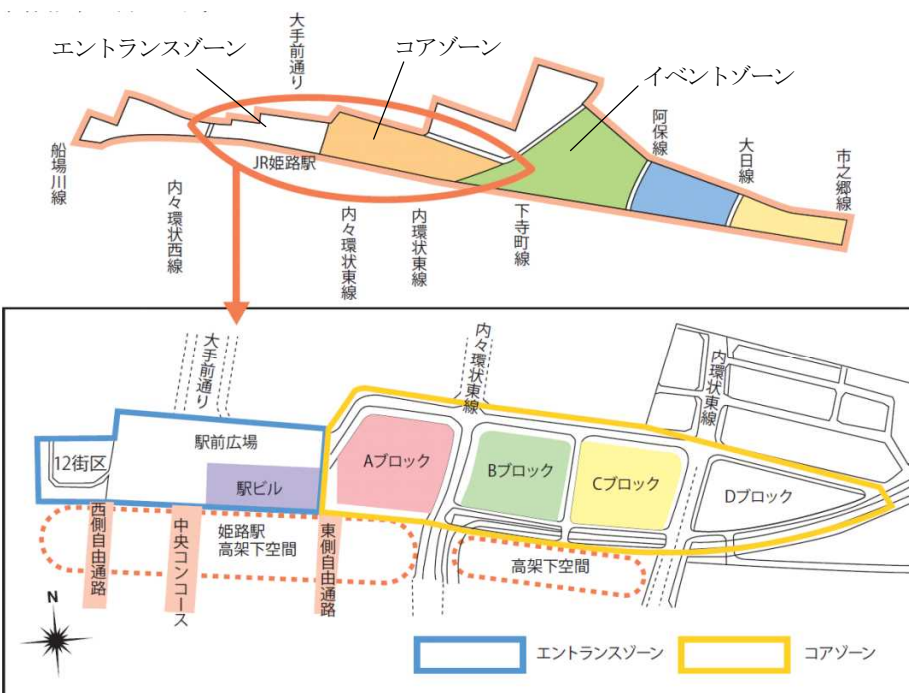 エントランスゾーン
大手前通り
コアゾーン
イベントゾーン
船場川線
内々環状西線
JR姫路駅
内々環状東線
内環状東線
下寺町線
阿保線
大日線
市之郷線
大手前通り
内々環状東線
内環状東線
12街区
駅前広場
駅ビル
Aブロック
Bブロック
Cブロック
Dブロック
西側自由通路
中央コンコース
姫路駅
高架下空間
東側自由通路
高架下空間
N
エントランスゾーン
コアゾーン